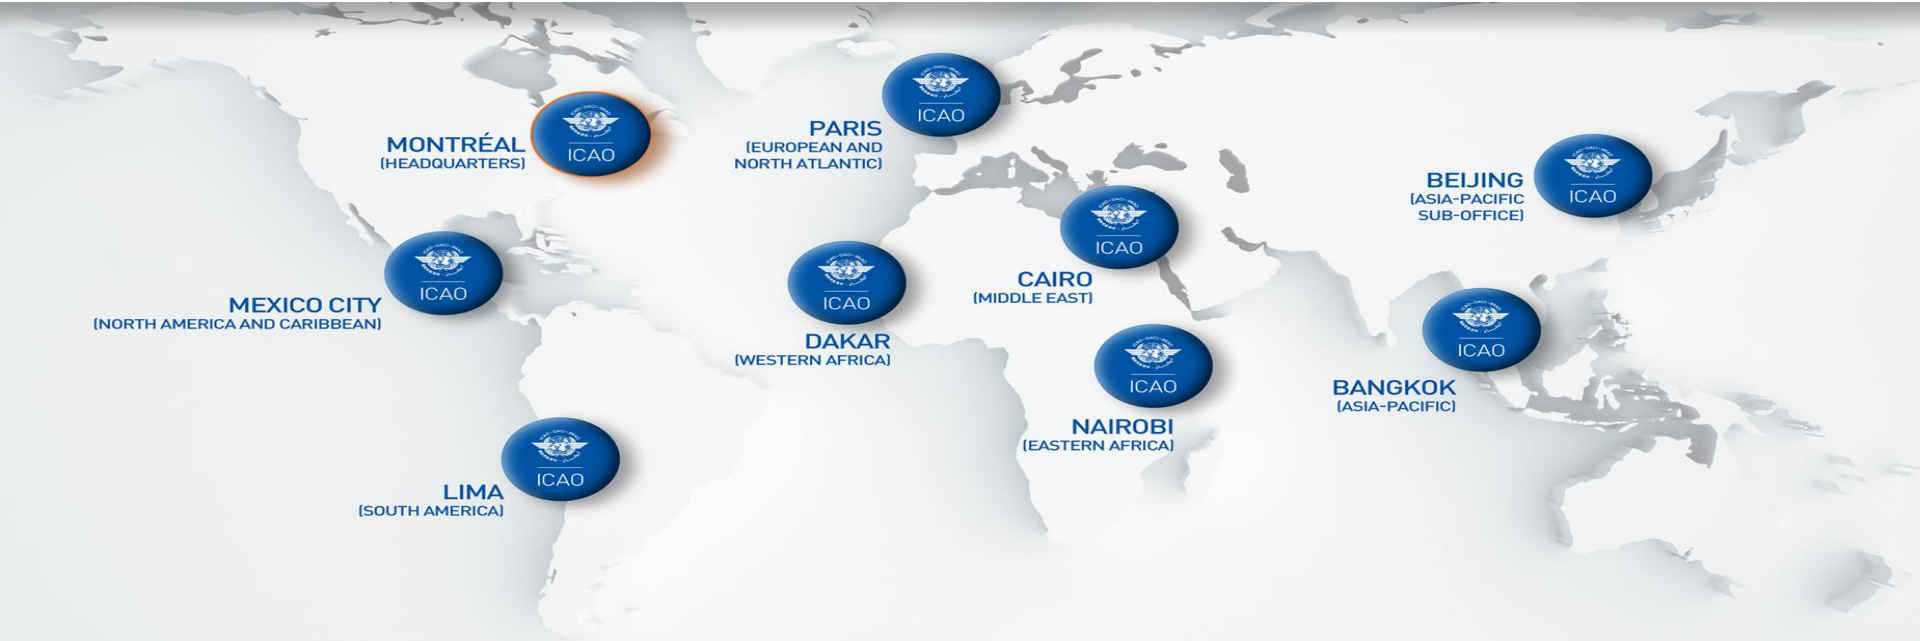 MONTRÉAL
(HEADQUARTERS)
ICAO
PARIS
(EUROPEAN AND
NORTH ATLANTIC)
ICAO
BEIJING
(ASIA-PACIFIC
SUB-OFFICE)
ICAO
MEXICO CITY
(NORTH AMERICA AND CARIBBEAN)
ICAO
DAKAR
(WESTERN AFRICA)
ICAO
CAIRO
(MIDDLE EAST)
ICAO
NAIROBI
(EASTERN AFRICA)
ICAO
BANGKOK
(ASIA-PACIFIC)
ICAO
LIMA
(SOUTH AMERICA)
ICAO